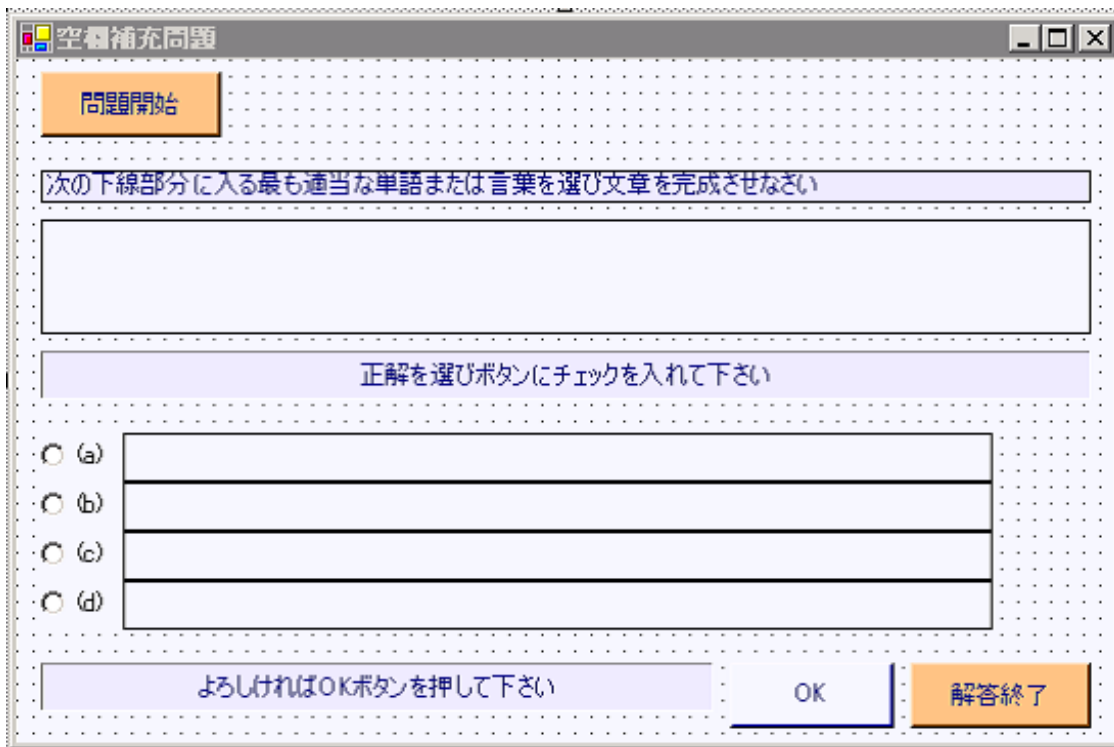 空欄補充問題
問題開始
次の下線部分に入る最も適当な単語または言葉を選び文章を完成させなさい
正解を選びボタンにチェックを入れて下さい
(a)
(b)
(c)
(d)
よろしければOKボタンを押して下さい
OK
解答終了